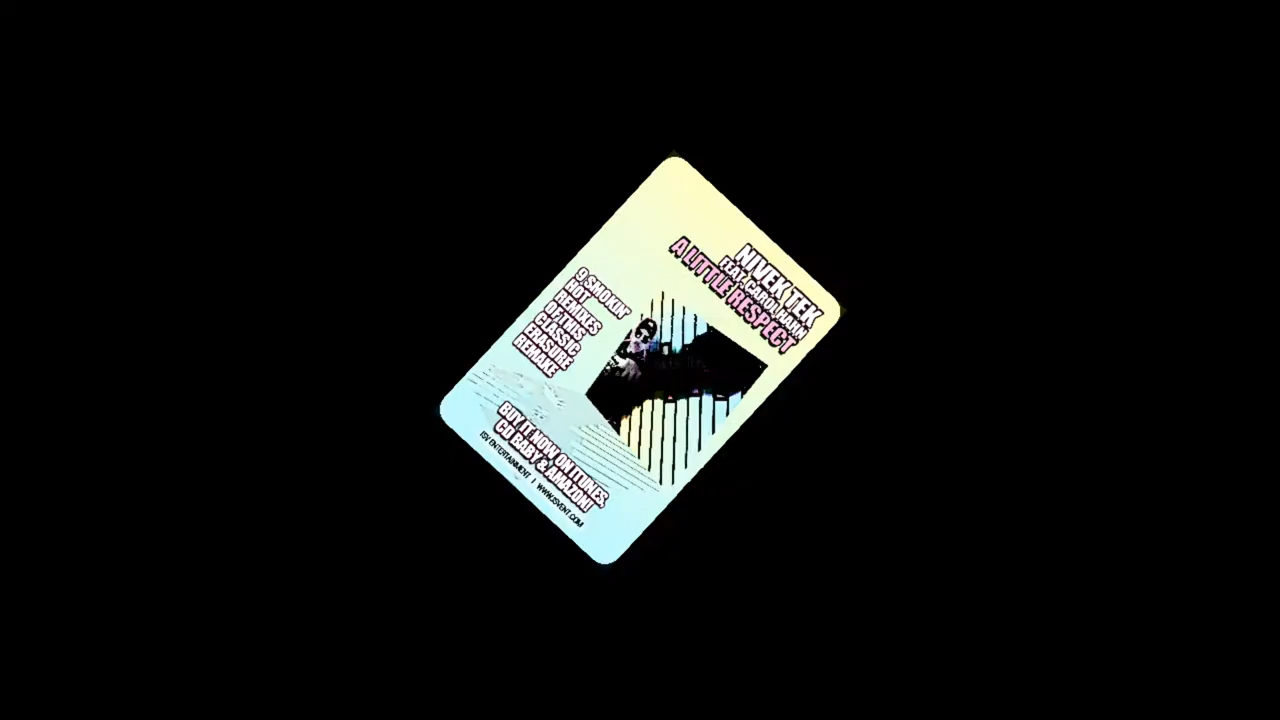 NIVEK TEK
FEAT. CAROL HAHN
A LITTLE RESPECT
9 SMOKIN'
HOT
REMIXES
OF THIS
CLASSIC
ERASURE
REMAKE
BUY IT NOW ON ITUNES,
CD BABY & AMAZON!
ISV ENTERTAINMENT | WWW.ISVENT.COM